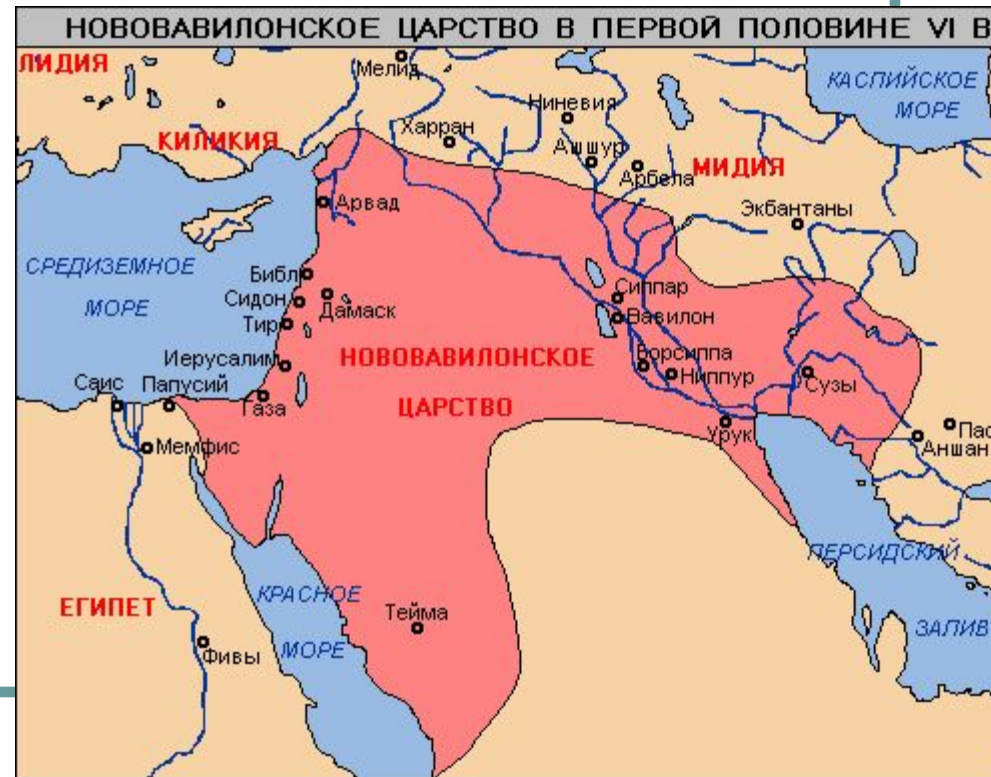 НОВОВАВИЛОНСКОЕ ЦАРСТВО В ПЕРВОЙ ПОЛОВИНЕ VI В
ЛИДИЯ
Мелид
КАСПИЙСКОЕ
МОРЕ
Ниневия
КИЛИКИЯ
Харран
Ашшур
Арбела
МИДИЯ
Арвад
Экбантаны
СРЕДИЗЕМНОЕ
МОРЕ
Библ
Сидон
Дамаск
Тир
Сиппар
Вавилон
Иерусалим
НОВОВАВИЛОНСКОЕ
ЦАРСТВО
Борсиппа
Ниппур
Сузы
Саис
Папусий
Газа
Урук
Пас
Аншан
Мемфис
ПЕРСИДСКИЙ
ЗАЛИВ
ЕГИПЕТ
КРАСНОЕ
МОРЕ
Тейма
Фивы